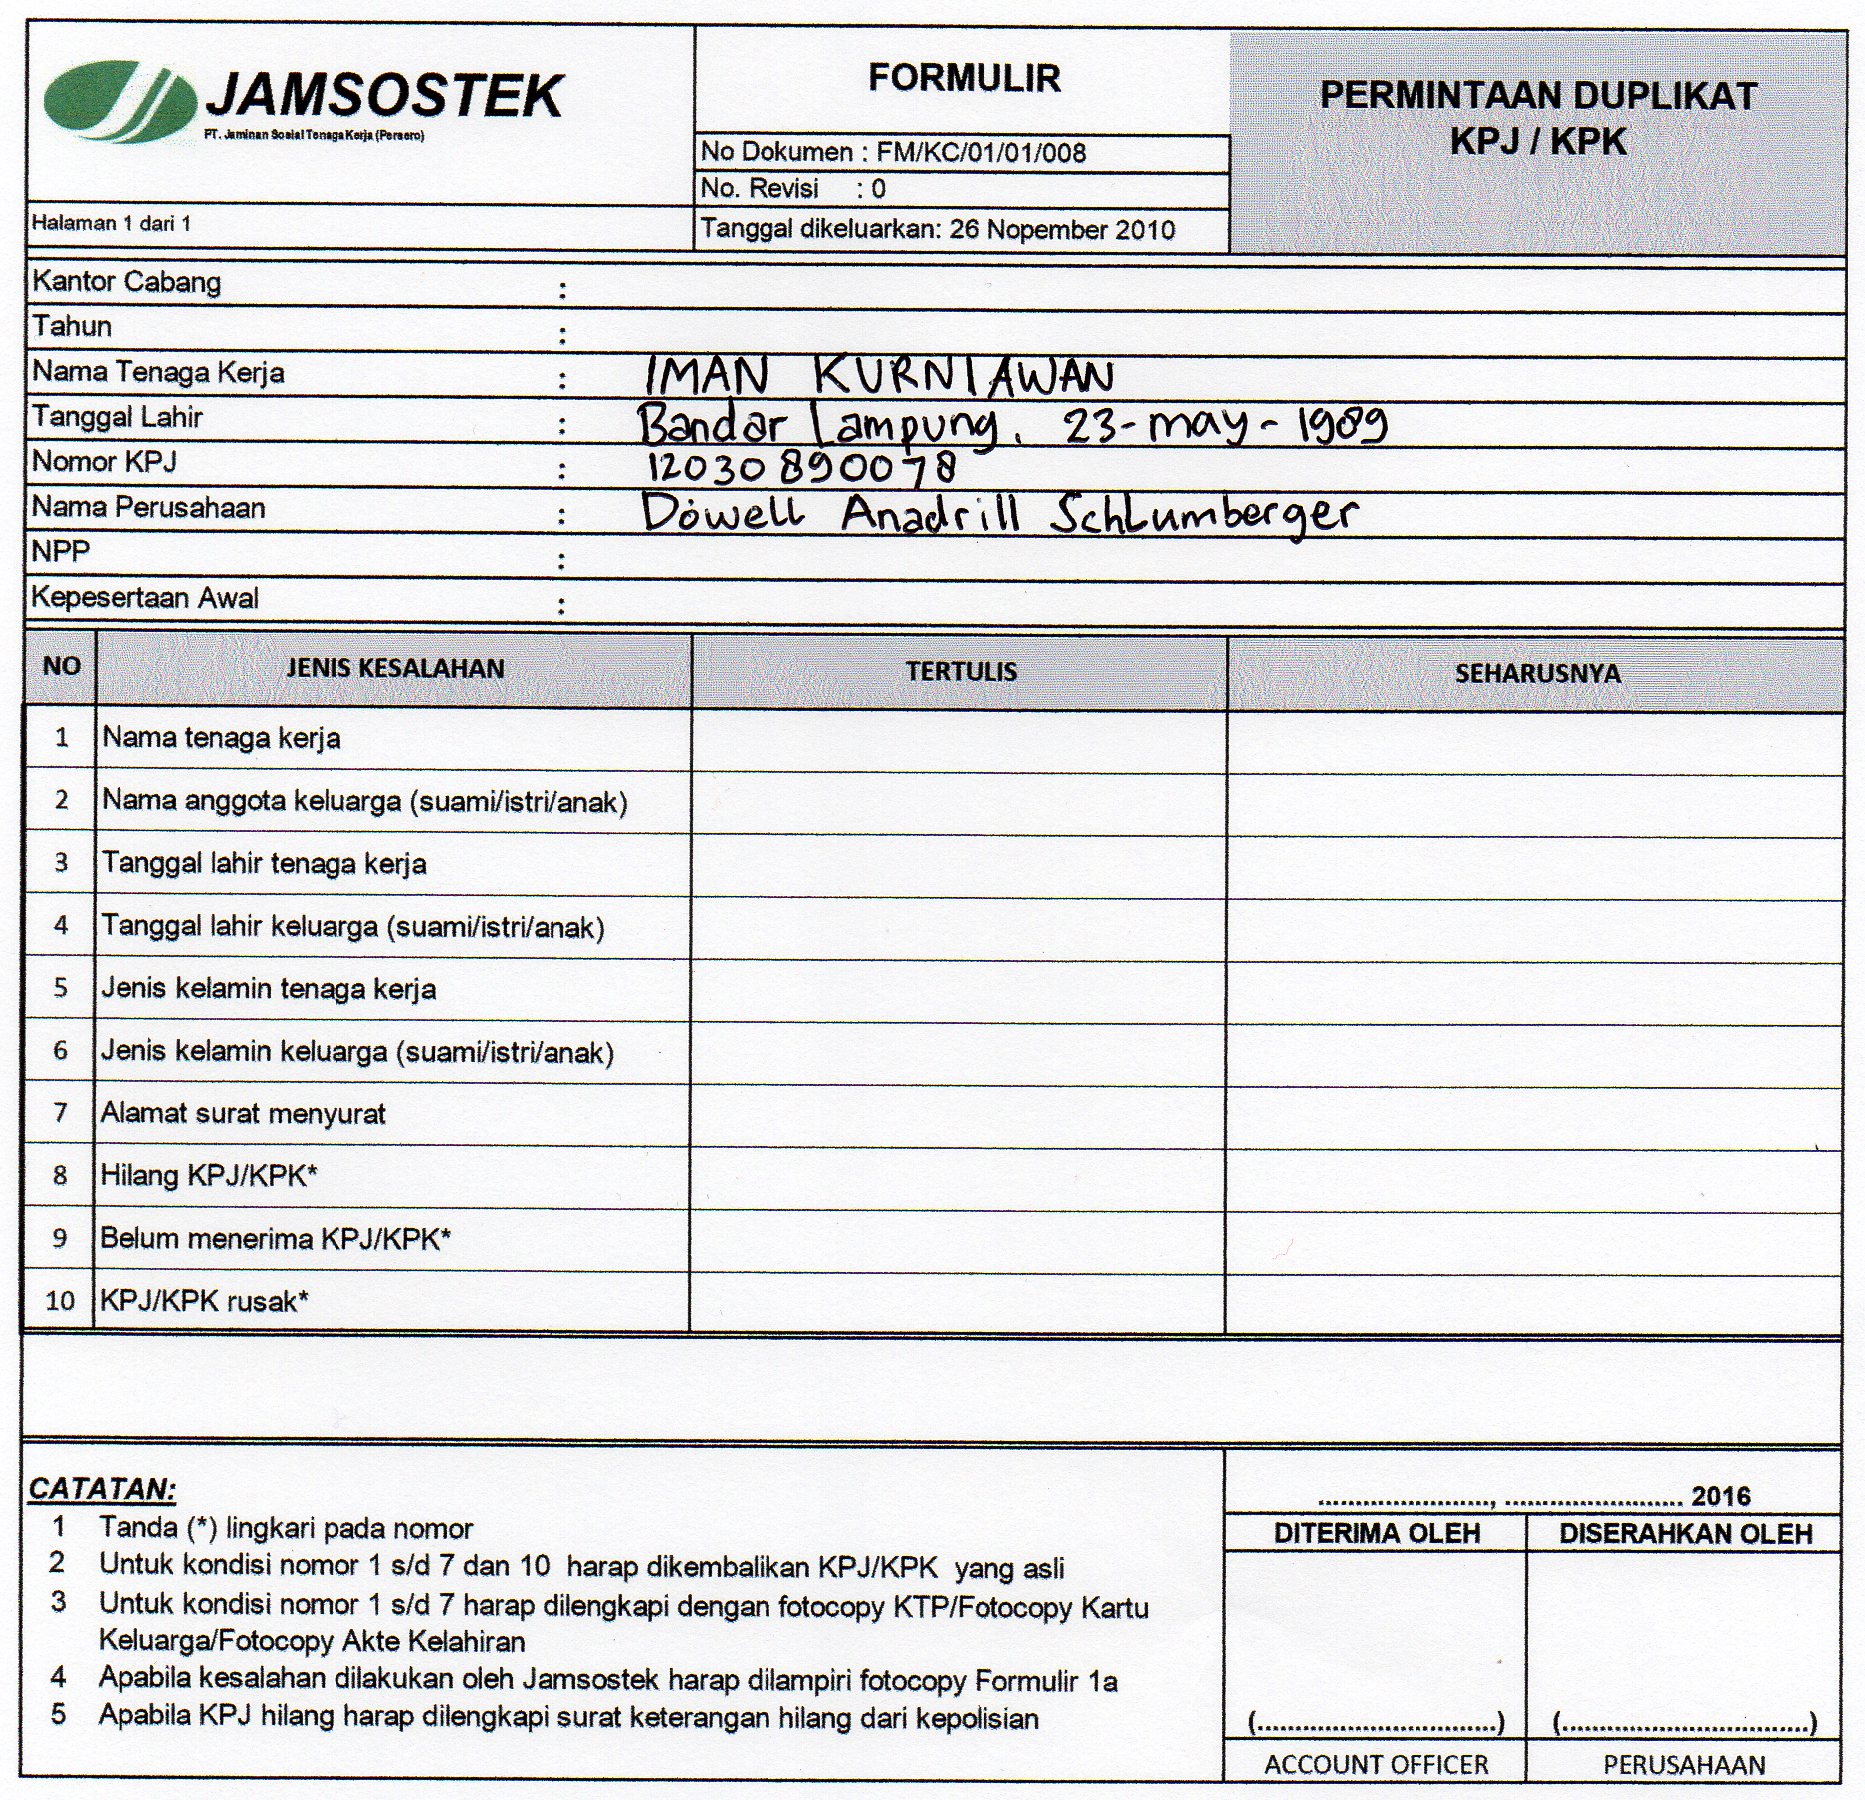 JAMSOSTEK
PT. Jaminan Sosial Tenaga Kerja (Persero)
Halaman 1 dari 1
FORMULIR
No Dokumen : FM/KC/01/01/008
No. Revisi : 0
Tanggal dikeluarkan: 26 Nopember 2010
PERMINTAAN DUPLIKAT
KPJ / KPK
Kantor Cabang :
Tahun :
Nama Tenaga Kerja : IMAN KURNIAWAN
Tanggal Lahir : Bandar Lampung, 23-may-1989
Nomor KPJ : 12030890078
Nama Perusahaan : Dowell Anadrill SchLumberger
NPP :
Kepesertaan Awal :
NO JENIS KESALAHAN TERTULIS SEHARUSNYA
1 Nama tenaga kerja
2 Nama anggota keluarga (suami/istri/anak)
3 Tanggal lahir tenaga kerja
4 Tanggal lahir keluarga (suami/istri/anak)
5 Jenis kelamin tenaga kerja
6 Jenis kelamin keluarga (suami/istri/anak)
7 Alamat surat menyurat
8 Hilang KPJ/KPK*
9 Belum menerima KPJ/KPK*
10 KPJ/KPK rusak*
CATATAN:
1 Tanda (*) lingkari pada nomor
2 Untuk kondisi nomor 1 s/d 7 dan 10 harap dikembalikan KPJ/KPK yang asli
3 Untuk kondisi nomor 1 s/d 7 harap dilengkapi dengan fotocopy KTP/Fotocopy Kartu
Keluarga/Fotocopy Akte Kelahiran
4 Apabila kesalahan dilakukan oleh Jamsostek harap dilampiri fotocopy Formulir 1a
5 Apabila KPJ hilang harap dilengkapi surat keterangan hilang dari kepolisian
......................., ........................ 2016
DITERIMA OLEH DISERAHKAN OLEH
(................................) (.................................)
ACCOUNT OFFICER PERUSAHAAN